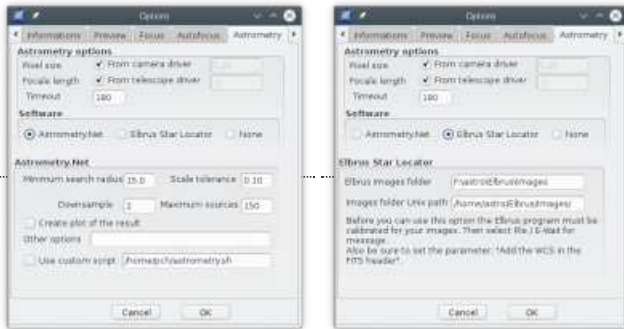 Options
Informations Preview Focus Autofocus Astrometry
Astrometry options
Pixel size From camera driver
Focale length From telescope driver
Timeout 180
Software
Astrometry.Net Elbrus Star Locator None
Astrometry.Net
Minimum search radius 15.0 Scale tolerance 0.10
Downsample Maximum sources 150
Create plot of the result
Other options
Use custom script /home/pch/astrometry.sh
Cancel OK
Options
Informations Preview Focus Autofocus Astrometry
Astrometry options
Pixel size From camera driver
Focale length From telescope driver
Timeout 180
Software
Astrometry.Net Elbrus Star Locator None
Elbrus Star Locator
Elbrus images folder
Images folder Unix path /home/astro/Elbrus/Images/
Before you can use this option the Elbrus program must be
calibrated for your images. Then select File / E-Wait for
message.
Also be sure to set the parameter: "Add the WCS in the
FITS header".
Cancel OK